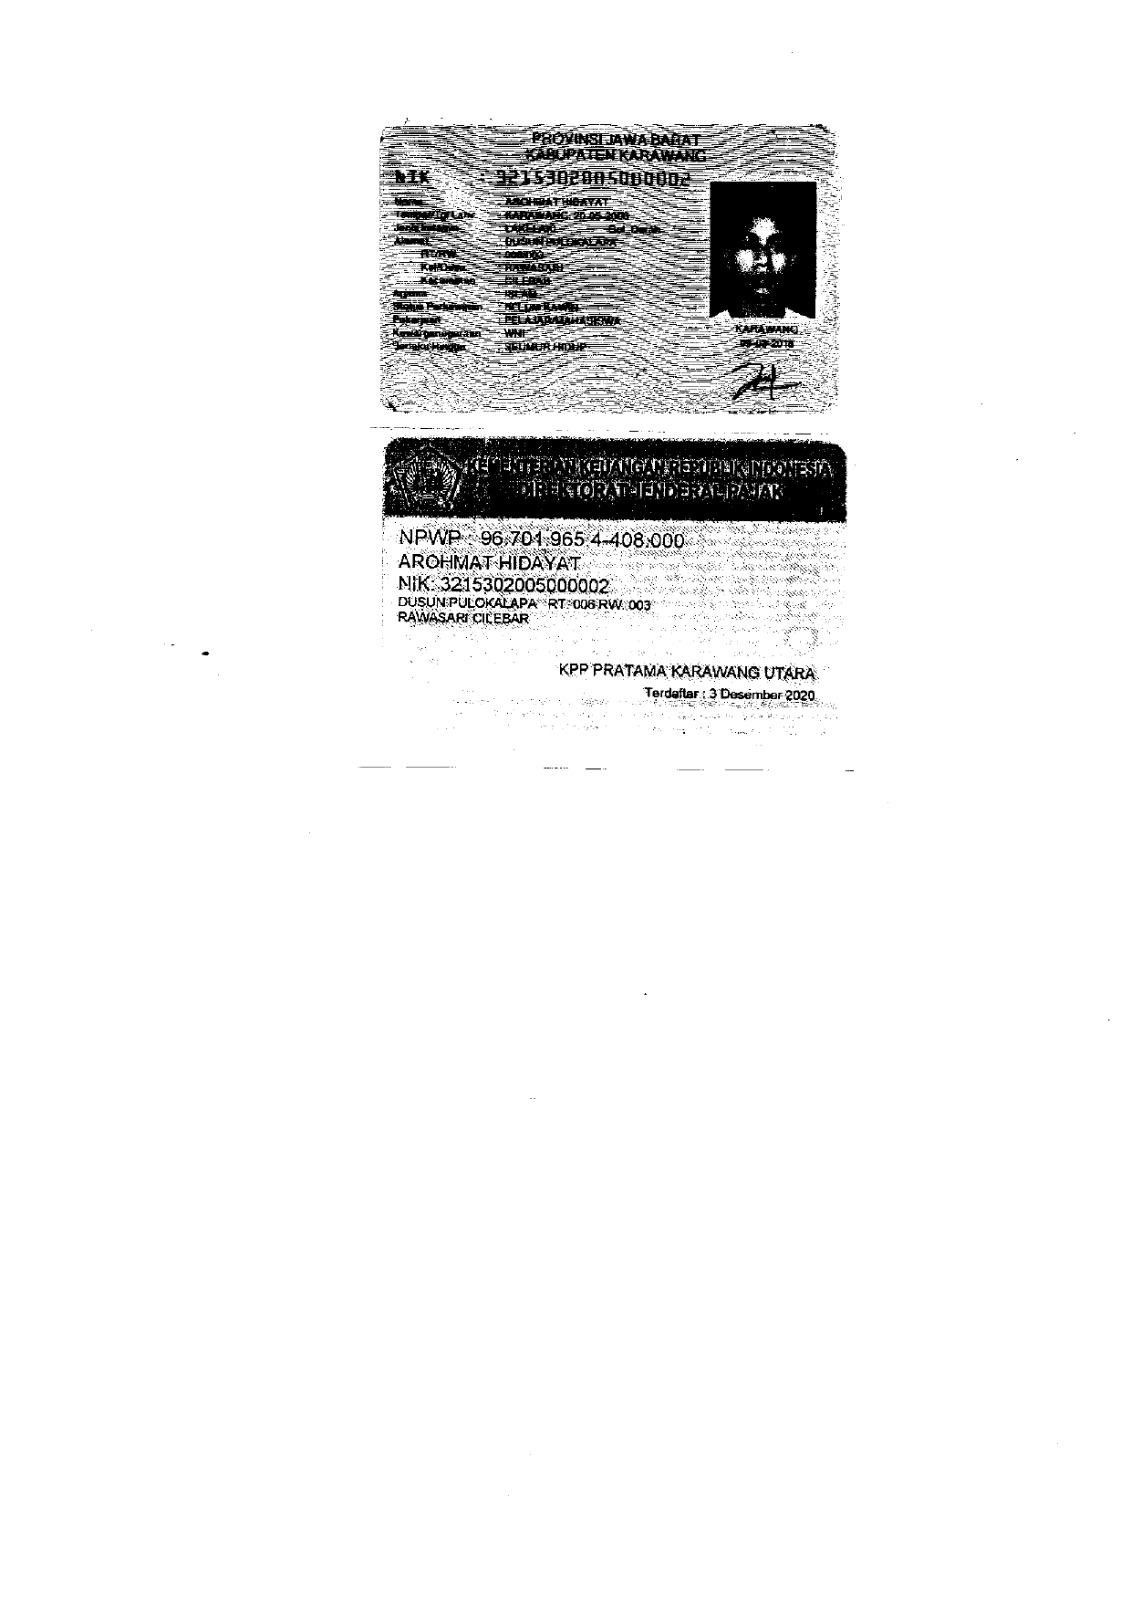 PROVINSI JAWA BARAT
KABUPATEN KARAWANG
NIK : 3215302005000002
Nama : AROHMAT HIDAYAT
Tempat/Tgl Lahir : KARAWANG, 20-05-2000
Jenis kelamin : LAKI-LAKI Gol. Darah
Alamat : DUSUN PULOKALAPA
RT/RW
Kel/Desa : RAWASARI
Kecamatan : CILEBAR
Agama : ISLAM
Status Perkawinan : BELUM KAWIN
Pekerjaan : PELAJAR/MAHASISWA
Kewarganegaraan : WNI
Berlaku Hingga : SEUMUR HIDUP
KARAWANG
KEMENTERIAN KEUANGAN REPUBLIK INDONESIA
DIREKTORAT JENDERAL PAJAK
NPWP : 96.701.965.4-408.000
AROHMAT HIDAYAT
NIK: 3215302005000002
DUSUN PULOKALAPA RT. 006 RW. 003
RAWASARI CILEBAR
KPP PRATAMA KARAWANG UTARA
Terdaftar : 3 Desember 2020